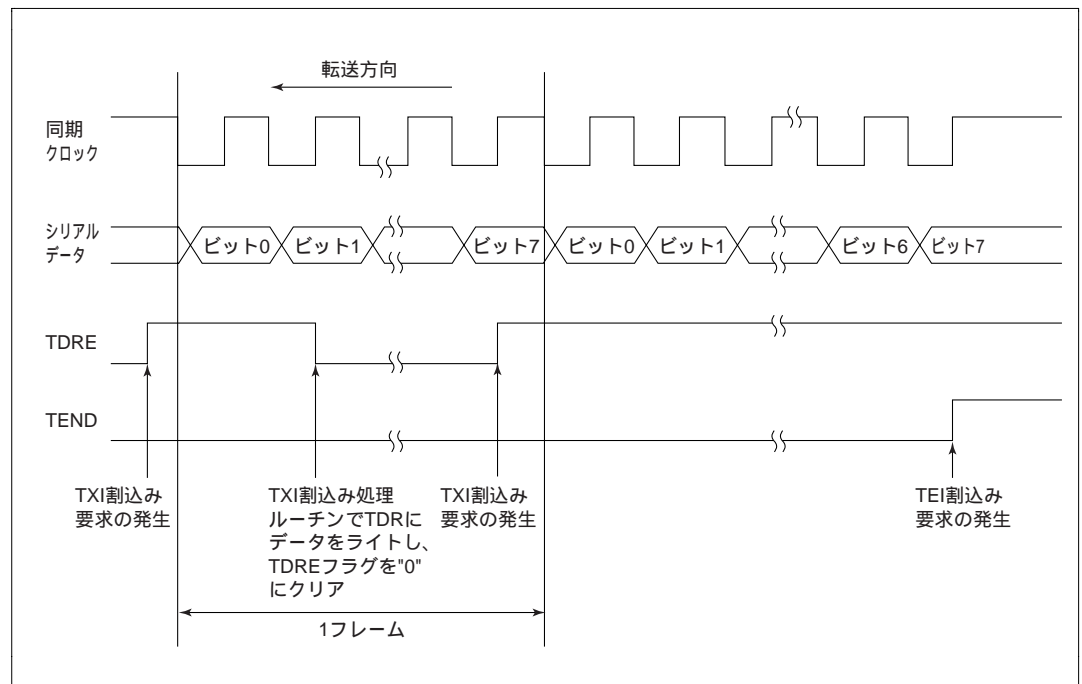 転送方向
同期
クロック
シリアル
データ
ビット0
ビット1
ビット7
ビット0
ビット1
ビット6
ビット7
TDRE
TEND
TXI割込み
要求の発生
TXI割込み処理
ルーチンでTDRに
データをライトし、
TDREフラグを"0"
にクリア
TXI割込み
要求の発生
TEI割込み
要求の発生
1フレーム